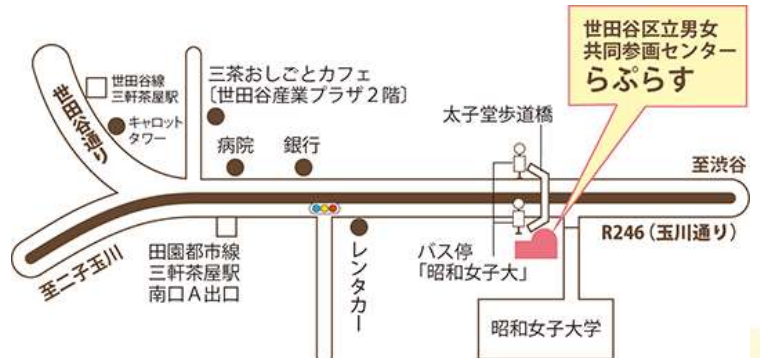 世田谷区立男女
共同参画センター
らぷらす
世田谷線
三軒茶屋駅
世田谷通り
キャロット
タワー
三茶おしごとカフェ
〔世田谷産業プラザ2階〕
病院
銀行
太子堂歩道橋
至渋谷
R246（玉川通り）
至二子玉川
田園都市線
三軒茶屋駅
南口A出口
レンタカー
バス停
「昭和女子大」
昭和女子大学